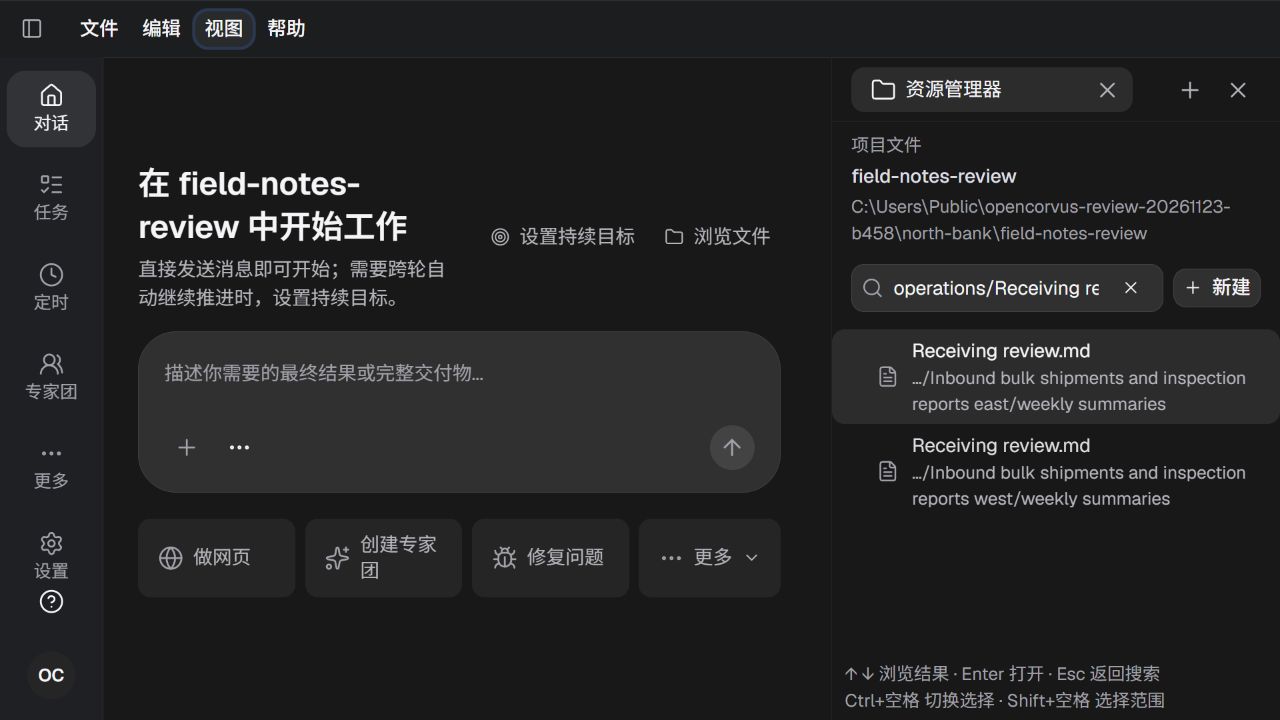 文件 编辑 视图 帮助
对话
任务
定时
专家团
更多
设置
OC
在 field-notes-
review 中开始工作
直接发送消息即可开始；需要跨轮自
动继续推进时，设置持续目标。
设置持续目标
浏览文件
描述你需要的最终结果或完整交付物...
做网页
创建专家
团
修复问题
更多
资源管理器
项目文件
field-notes-review
C:\Users\Public\opencorvus-review-20261123-
b458\north-bank\field-notes-review
operations/Receiving re
新建
Receiving review.md
.../Inbound bulk shipments and inspection
reports east/weekly summaries
Receiving review.md
.../Inbound bulk shipments and inspection
reports west/weekly summaries
↑↓ 浏览结果 · Enter 打开 · Esc 返回搜索
Ctrl+空格 切换选择 · Shift+空格 选择范围